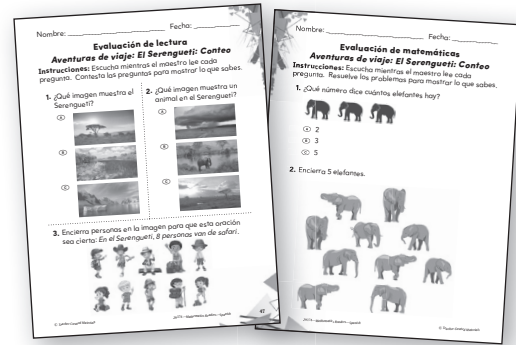 Nombre: Fecha:
Evaluación de lectura
Aventuras de viaje: El Serengueti: Conteo
Instrucciones: Escucha mientras el maestro lee cada
pregunta. Contesta las preguntas para mostrar lo que sabes.
1. ¿Qué imagen muestra el
Serengueti?
A
B
C
2. ¿Qué imagen muestra un
animal en el Serengueti?
A
B
C
3. Encierra personas en la imagen para que esta oración
sea cierta: En el Serengueti, 8 personas van de safari.
47
Nombre: Fecha:
Evaluación de matemáticas
Aventuras de viaje: El Serengueti: Conteo
Instrucciones: Escucha mientras el maestro lee cada
pregunta. Resuelve los problemas para mostrar lo que sabes.
1. ¿Qué número dice cuántos elefantes hay?
A 2
B 3
C 5
2. Encierra 5 elefantes.